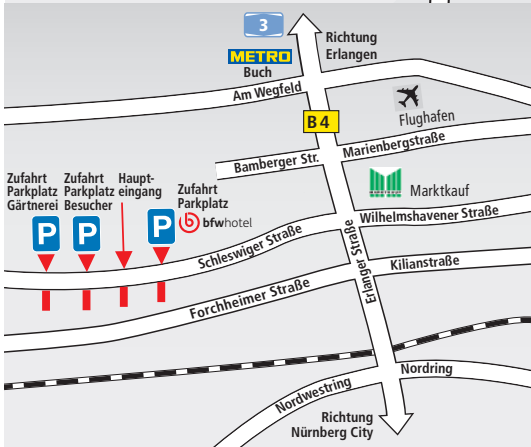 3
Richtung
Erlangen
METRO
Buch
Am Wegfeld
B 4
Flughafen
Bamberger Str.
Marienbergstraße
Marktkauf
Zufahrt
Parkplatz
Gärtnerei
Zufahrt
Parkplatz
Besucher
Haupt-
eingang
Zufahrt
Parkplatz
b bfwhotel
P
P
P
Wilhelmshavener Straße
Schleswiger Straße
Erlanger Straße
Kilianstraße
Forchheimer Straße
Nordring
Nordwestring
Richtung
Nürnberg City